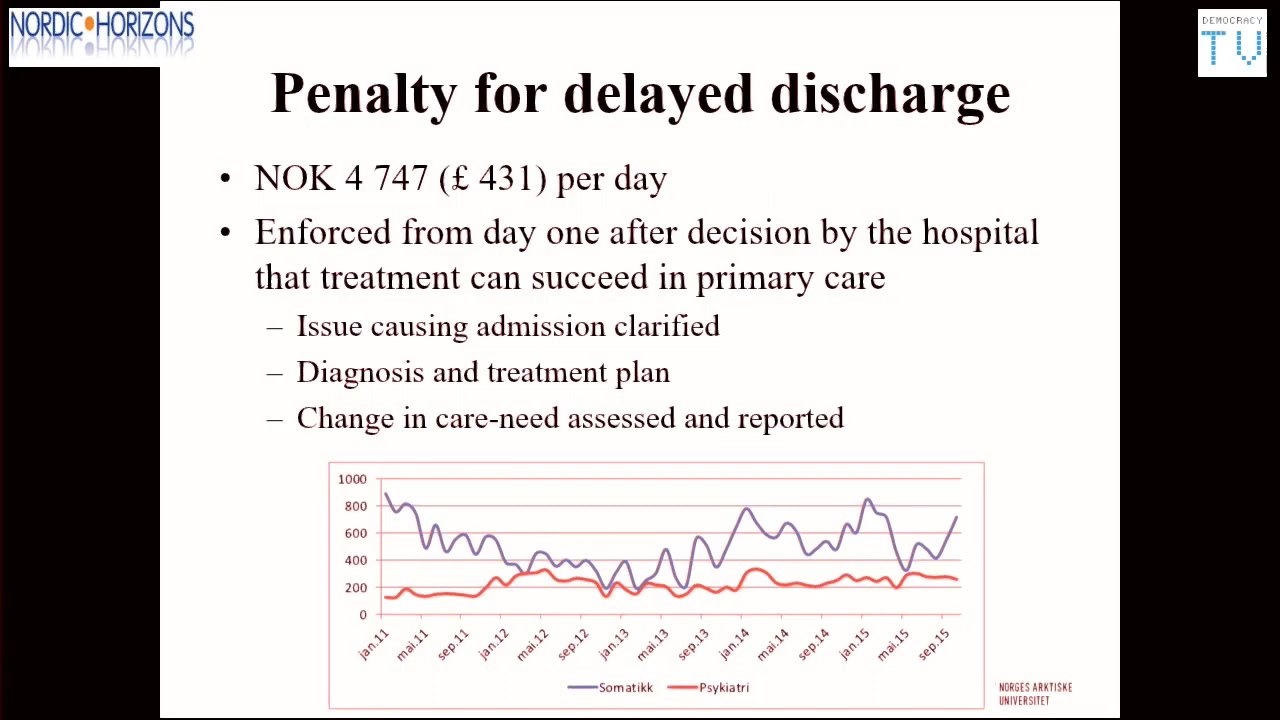 NORDIC HORIZONS
DEMOCRACY
TV
Penalty for delayed discharge
• NOK 4 747 (£ 431) per day
• Enforced from day one after decision by the hospital
that treatment can succeed in primary care
– Issue causing admission clarified
– Diagnosis and treatment plan
– Change in care-need assessed and reported
1000
800
600
400
200
0
jan.11 mai.11 sep.11 jan.12 mai.12 sep.12 jan.13 mai.13 sep.13 jan.14 mai.14 sep.14 jan.15 mai.15 sep.15
Somatikk Psykiatri
NORGES ARKTISKE
UNIVERSITET